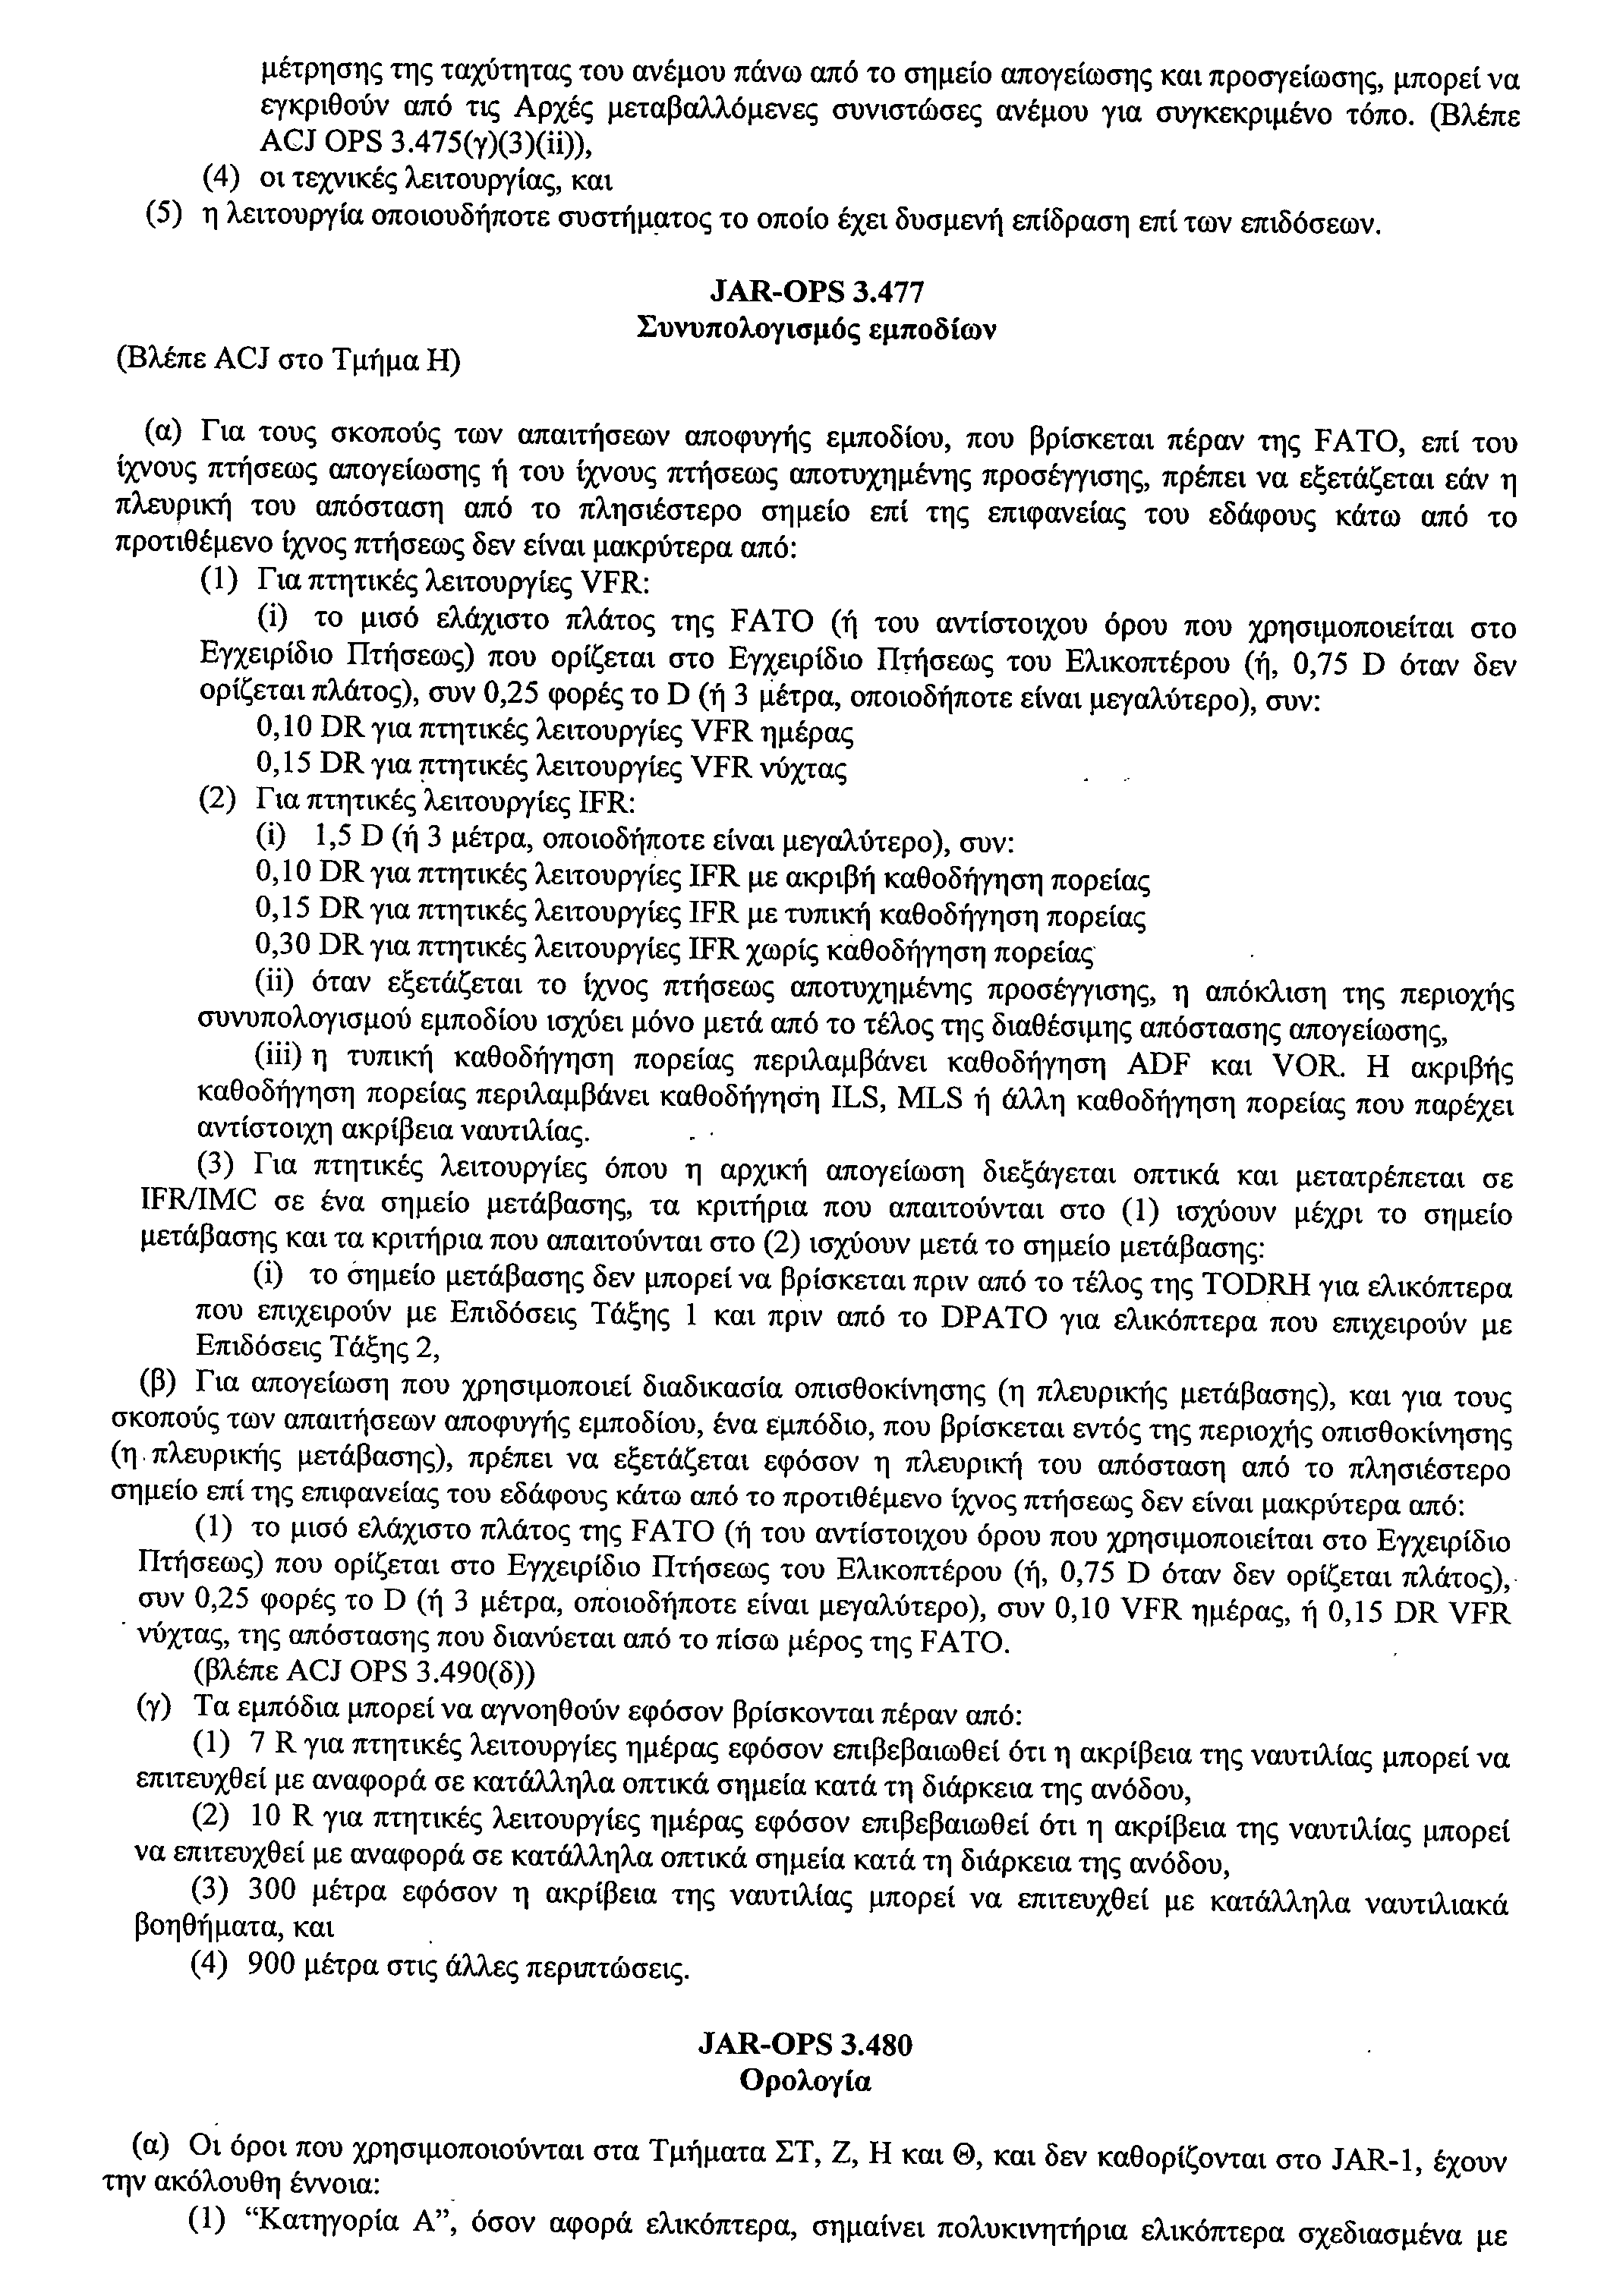 μέτρησης της ταχύτητας του ανέμου πάνω από το σημείο απογείωσης και προσγείωσης, μπορεί να
εγκριθούν από τις Αρχές μεταβαλλόμενες συνιστώσες ανέμου για συγκεκριμένο τόπο. (Βλέπε
ACJ OPS 3.475(γ)(3)(ii)),
(4) οι τεχνικές λειτουργίας, και
(5) η λειτουργία οποιουδήποτε συστήματος το οποίο έχει δυσμενή επίδραση επί των επιδόσεων.
JAR-OPS 3.477
Συνυπολογισμός εμποδίων
(Βλέπε ACJ στο Τμήμα Η)
(α) Για τους σκοπούς των απαιτήσεων αποφυγής εμποδίου, που βρίσκεται πέραν της FATO, επί του
ίχνους πτήσεως απογείωσης ή του ίχνους πτήσεως αποτυχημένης προσέγγισης, πρέπει να εξετάζεται εάν η
πλευρική του απόσταση από το πλησιέστερο σημείο επί της επιφανείας του εδάφους κάτω από το
προτιθέμενο ίχνος πτήσεως δεν είναι μακρύτερα από:
(1) Για πτητικές λειτουργίες VFR:
(i) το μισό ελάχιστο πλάτος της FATO (ή του αντίστοιχου όρου που χρησιμοποιείται στο
Εγχειρίδιο Πτήσεως) που ορίζεται στο Εγχειρίδιο Πτήσεως του Ελικοπτέρου (ή, 0,75 D όταν δεν
ορίζεται πλάτος), συν 0,25 φορές το D (ή 3 μέτρα, οποιοδήποτε είναι μεγαλύτερο), συν:
0,10 DR για πτητικές λειτουργίες VFR ημέρας
0,15 DR για πτητικές λειτουργίες VFR νύχτας
(2) Για πτητικές λειτουργίες IFR:
(i) 1,5 D (ή 3 μέτρα, οποιοδήποτε είναι μεγαλύτερο), συν:
0,10 DR για πτητικές λειτουργίες IFR με ακριβή καθοδήγηση πορείας
0,15 DR για πτητικές λειτουργίες IFR με τυπική καθοδήγηση πορείας
0,30 DR για πτητικές λειτουργίες IFR χωρίς καθοδήγηση πορείας
(ii) όταν εξετάζεται το ίχνος πτήσεως αποτυχημένης προσέγγισης, η απόκλιση της περιοχής
συνυπολογισμού εμποδίου ισχύει μόνο μετά από το τέλος της διαθέσιμης απόστασης απογείωσης,
(iii) η τυπική καθοδήγηση πορείας περιλαμβάνει καθοδήγηση ADF και VOR. Η ακριβής
καθοδήγηση πορείας περιλαμβάνει καθοδήγηση ILS, MLS ή άλλη καθοδήγηση πορείας που παρέχει
αντίστοιχη ακρίβεια ναυτιλίας.
(3) Για πτητικές λειτουργίες όπου η αρχική απογείωση διεξάγεται οπτικά και μετατρέπεται σε
IFR/IMC σε ένα σημείο μετάβασης, τα κριτήρια που απαιτούνται στο (1) ισχύουν μέχρι το σημείο
μετάβασης και τα κριτήρια που απαιτούνται στο (2) ισχύουν μετά το σημείο μετάβασης:
(i) το σημείο μετάβασης δεν μπορεί να βρίσκεται πριν από το τέλος της TODRH για ελικόπτερα
που επιχειρούν με Επιδόσεις Τάξης 1 και πριν από το DPATO για ελικόπτερα που επιχειρούν με
Επιδόσεις Τάξης 2,
(β) Για απογείωση που χρησιμοποιεί διαδικασία οπισθοκίνησης (η πλευρικής μετάβασης), και για τους
σκοπούς των απαιτήσεων αποφυγής εμποδίου, ένα εμπόδιο, που βρίσκεται εντός της περιοχής οπισθοκίνησης
(η πλευρικής μετάβασης), πρέπει να εξετάζεται εφόσον η πλευρική του απόσταση από το πλησιέστερο
σημείο επί της επιφανείας του εδάφους κάτω από το προτιθέμενο ίχνος πτήσεως δεν είναι μακρύτερα από:
(1) το μισό ελάχιστο πλάτος της FATO (ή του αντίστοιχου όρου που χρησιμοποιείται στο Εγχειρίδιο
Πτήσεως) που ορίζεται στο Εγχειρίδιο Πτήσεως του Ελικοπτέρου (ή, 0,75 D όταν δεν ορίζεται πλάτος),
συν 0,25 φορές το D (ή 3 μέτρα, οποιοδήποτε είναι μεγαλύτερο), συν 0,10 VFR ημέρας, ή 0,15 DR VFR
νύχτας, της απόστασης που διανύεται από το πίσω μέρος της FATO.
(βλέπε ACJ OPS 3.490(δ))
(γ) Τα εμπόδια μπορεί να αγνοηθούν εφόσον βρίσκονται πέραν από:
(1) 7 R για πτητικές λειτουργίες ημέρας εφόσον επιβεβαιωθεί ότι η ακρίβεια της ναυτιλίας μπορεί να
επιτευχθεί με αναφορά σε κατάλληλα οπτικά σημεία κατά τη διάρκεια της ανόδου,
(2) 10 R για πτητικές λειτουργίες ημέρας εφόσον επιβεβαιωθεί ότι η ακρίβεια της ναυτιλίας μπορεί
να επιτευχθεί με αναφορά σε κατάλληλα οπτικά σημεία κατά τη διάρκεια της ανόδου,
(3) 300 μέτρα εφόσον η ακρίβεια της ναυτιλίας μπορεί να επιτευχθεί με κατάλληλα ναυτιλιακά
βοηθήματα, και
(4) 900 μέτρα στις άλλες περιπτώσεις.
JAR-OPS 3.480
Ορολογία
(α) Οι όροι που χρησιμοποιούνται στα Τμήματα ΣΤ, Ζ, Η και Θ, και δεν καθορίζονται στο JAR-1, έχουν
την ακόλουθη έννοια:
(1) “Κατηγορία Α”, όσον αφορά ελικόπτερα, σημαίνει πολυκινητήρια ελικόπτερα σχεδιασμένα με